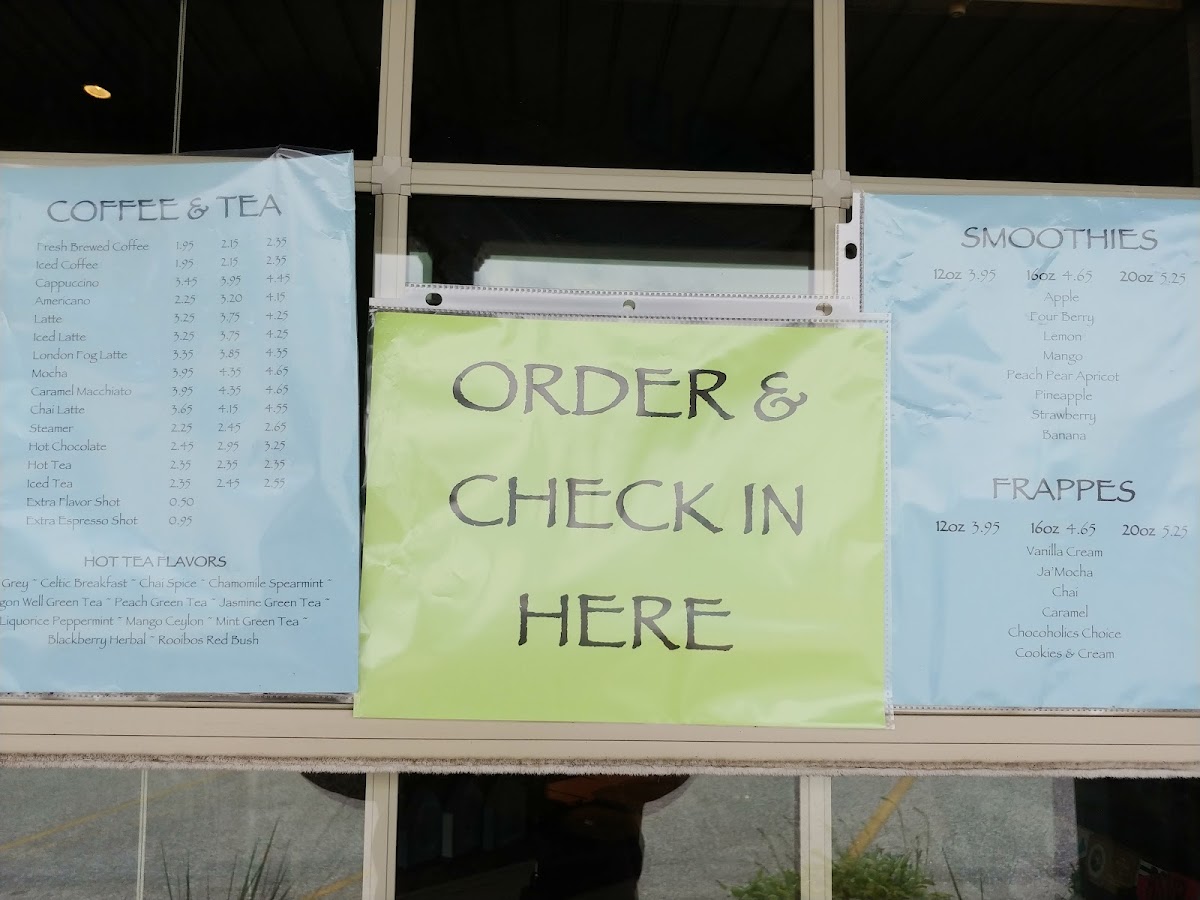 COFFEE & TEA
Fresh Brewed Coffee 1.95 2.15 2.35
Iced Coffee 1.95 2.15 2.35
Cappuccino 3.45 3.95 4.45
Americano 2.25 3.20 4.15
Latte 3.25 3.75 4.25
Iced Latte 3.25 3.75 4.25
London Fog Latte 3.35 3.85 4.35
Mocha 3.95 4.35 4.65
Caramel Macchiato 3.95 4.35 4.65
Chai Latte 3.65 4.15 4.55
Steamer 2.25 2.45 2.65
Hot Chocolate 2.45 2.95 3.25
Hot Tea 2.35 2.35 2.35
Iced Tea 2.35 2.45 2.55
Extra Flavor Shot 0.50
Extra Espresso Shot 0.95
HOT TEA FLAVORS
Grey ~ Celtic Breakfast ~ Chai Spice ~ Chamomile Spearmint ~
gon Well Green Tea ~ Peach Green Tea ~ Jasmine Green Tea ~
Liquorice Peppermint ~ Mango Ceylon ~ Mint Green Tea ~
Blackberry Herbal ~ Rooibos Red Bush
ORDER &
CHECK IN
HERE
SMOOTHIES
12oz 3.95 16oz 4.65 20oz 5.25
Apple
Four Berry
Lemon
Mango
Peach Pear Apricot
Pineapple
Strawberry
Banana
FRAPPES
12oz 3.95 16oz 4.65 20oz 5.25
Vanilla Cream
Ja'Mocha
Chai
Caramel
Chocoholics Choice
Cookies & Cream